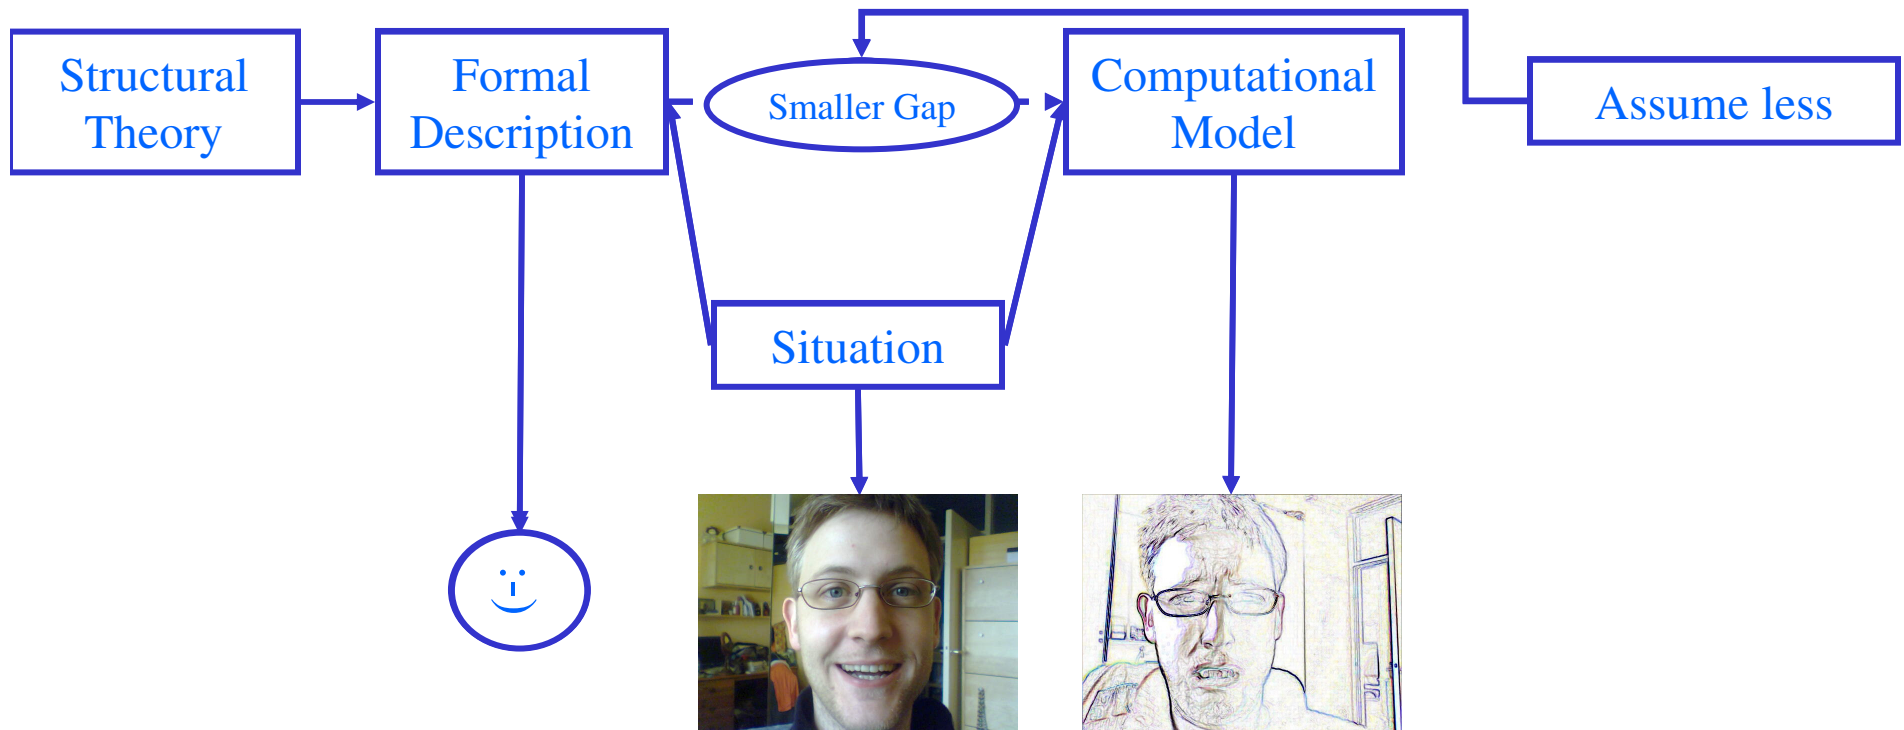 Structural
Theory
Formal
Description
Smaller Gap
Computational
Model
Assume less
Situation